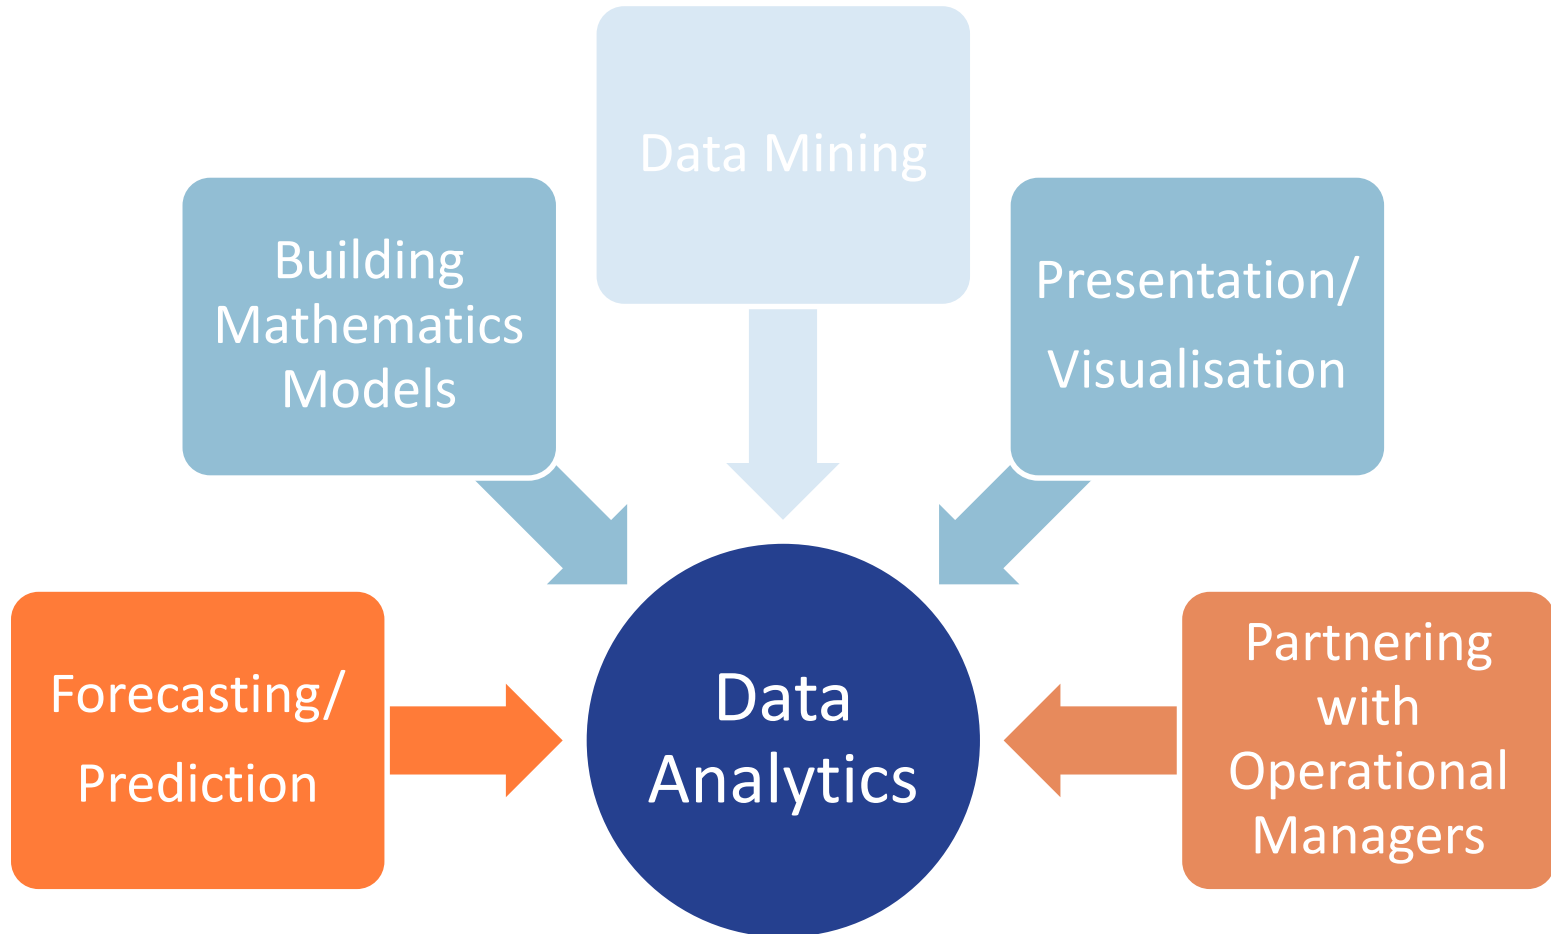 Data Mining
Building
Mathematics
Models
Presentation/
Visualisation
Forecasting/
Prediction
Data
Analytics
Partnering
with
Operational
Managers